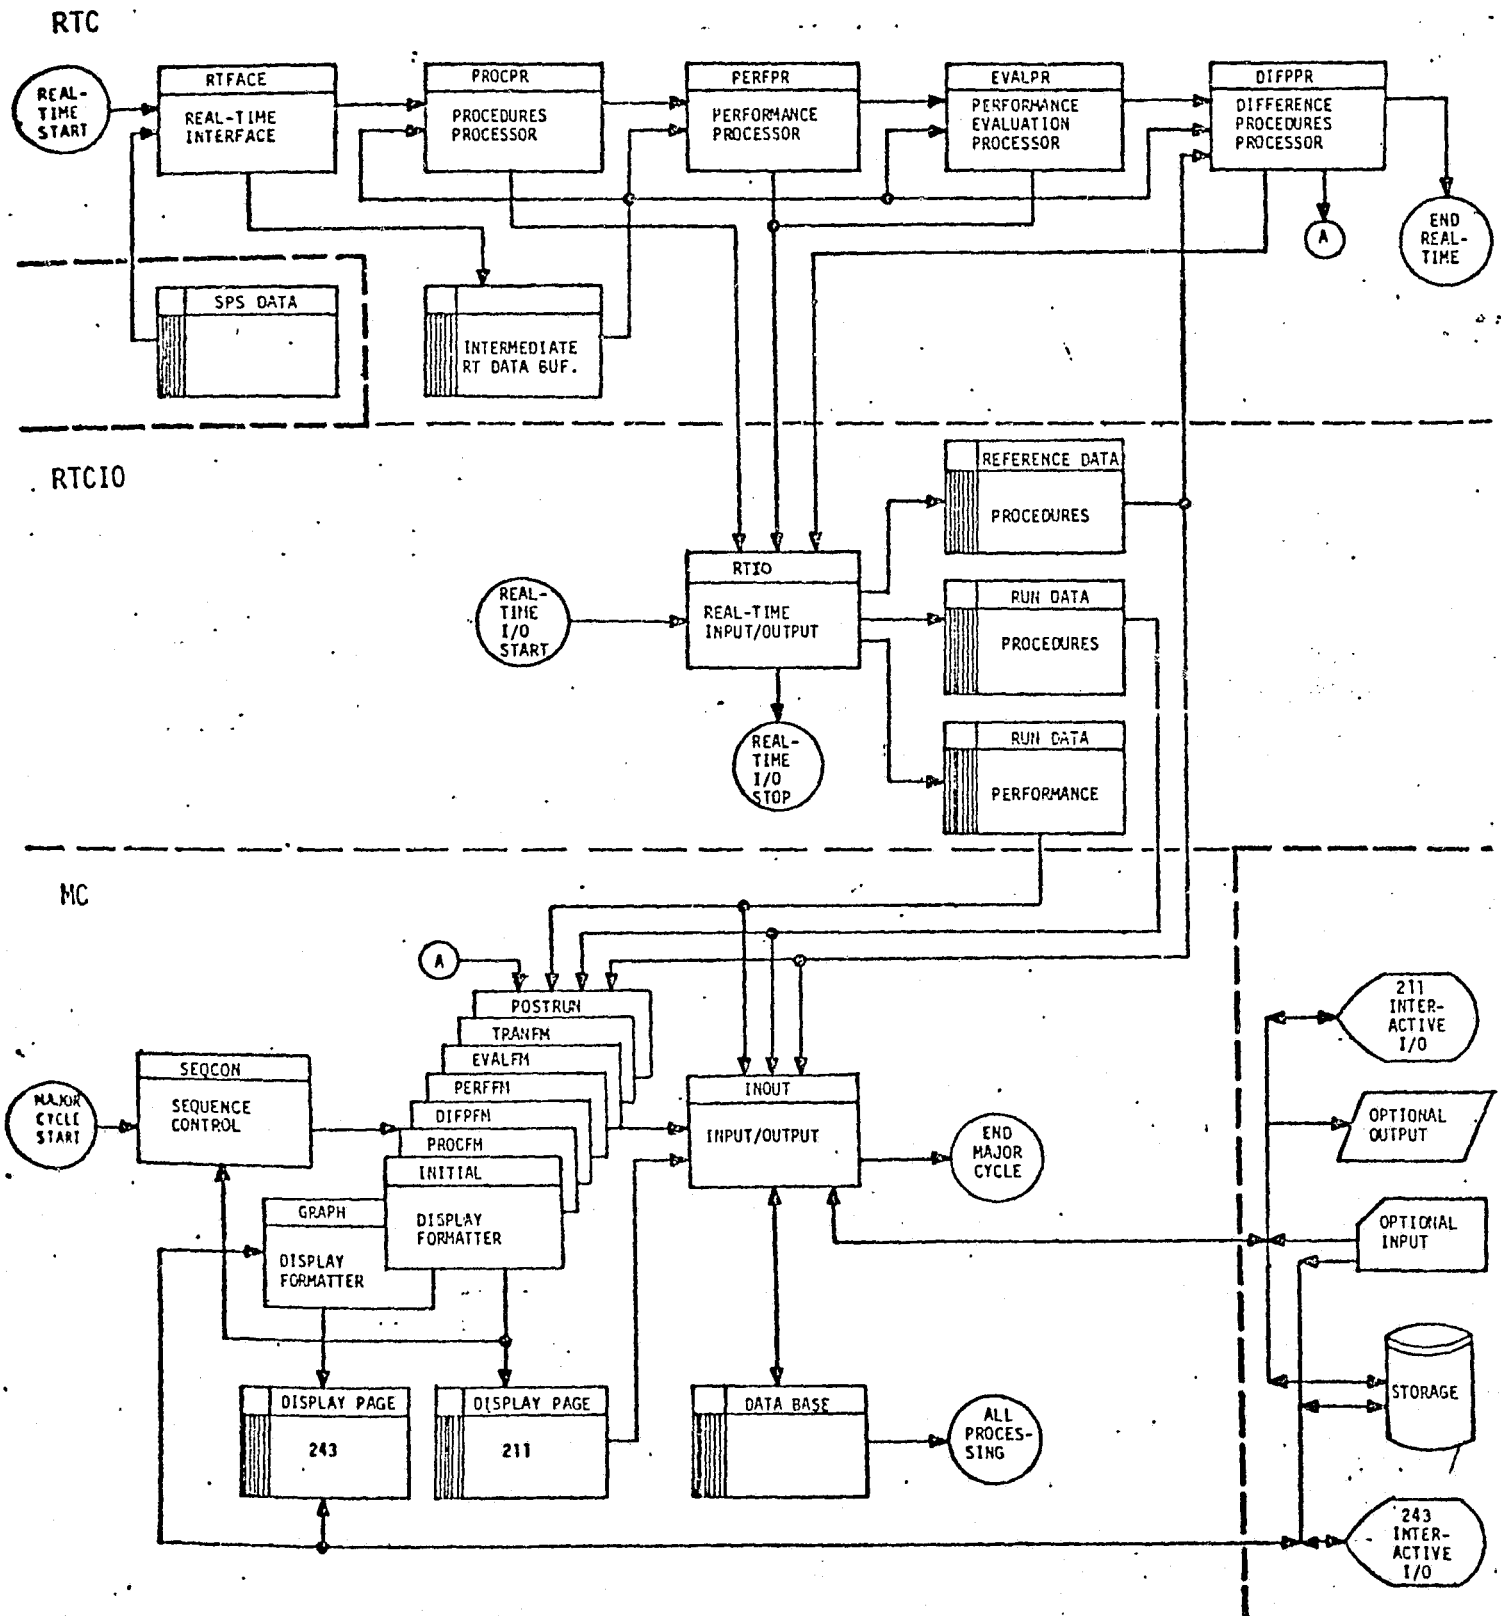 RTC
REAL-
TIME
START
RTFACE
REAL-TIME
INTERFACE
PROCPR
PROCEDURES
PROCESSOR
PERFPR
PERFORMANCE
PROCESSOR
EVALPR
PERFORMANCE
EVALUATION
PROCESSOR
DIFPPR
DIFFERENCE
PROCEDURES
PROCESSOR
A
END
REAL-
TIME
SPS DATA
INTERMEDIATE
RT DATA BUF.
RTCIO
REFERENCE DATA
PROCEDURES
REAL-
TIME
I/O
START
RTIO
REAL-TIME
INPUT/OUTPUT
RUN DATA
PROCEDURES
REAL-
TIME
I/O
STOP
RUN DATA
PERFORMANCE
MC
A
POSTRUN
TRANFM
EVALFM
PERFFM
DIFPFM
PROCFM
INITIAL
DISPLAY
FORMATTER
MAJOR
CYCLE
START
SEQCON
SEQUENCE
CONTROL
GRAPH
DISPLAY
FORMATTER
INOUT
INPUT/OUTPUT
END
MAJOR
CYCLE
211
INTER-
ACTIVE
I/O
OPTIONAL
OUTPUT
OPTIONAL
INPUT
STORAGE
DISPLAY PAGE
243
DISPLAY PAGE
211
DATA BASE
ALL
PROCES-
SING
243
INTER-
ACTIVE
I/O